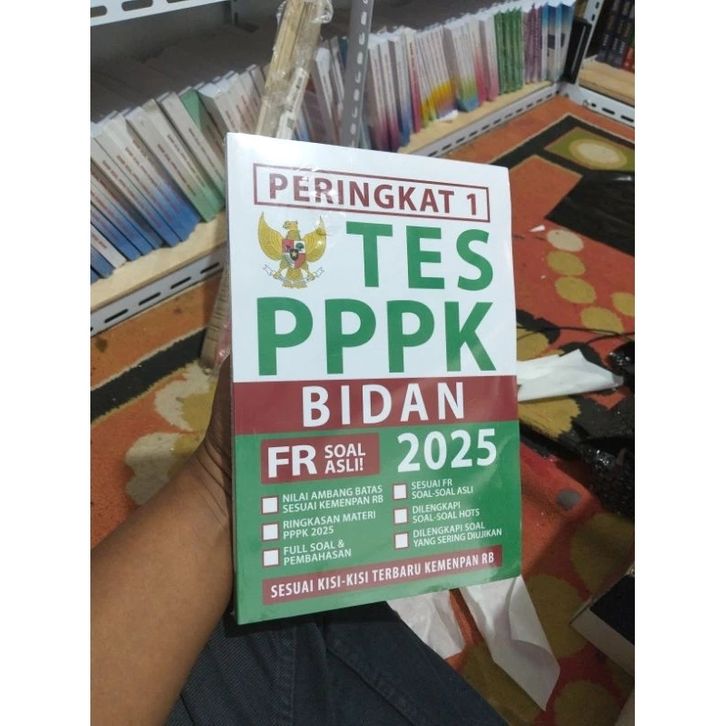 PERINGKAT 1
TES
PPPK
BIDAN
FR SOAL ASLI!
2025
NILAI AMBANG BATAS
SESUAI KEMENPAN RB
RINGKASAN MATERI
PPPK 2025
FULL SOAL &
PEMBAHASAN
SESUAI FR
SOAL-SOAL ASLI
DILENGKAPI
SOAL-SOAL HOTS
DILENGKAPI SOAL
YANG SERING DIUJIKAN
SESUAI KISI-KISI TERBARU KEMENPAN RB